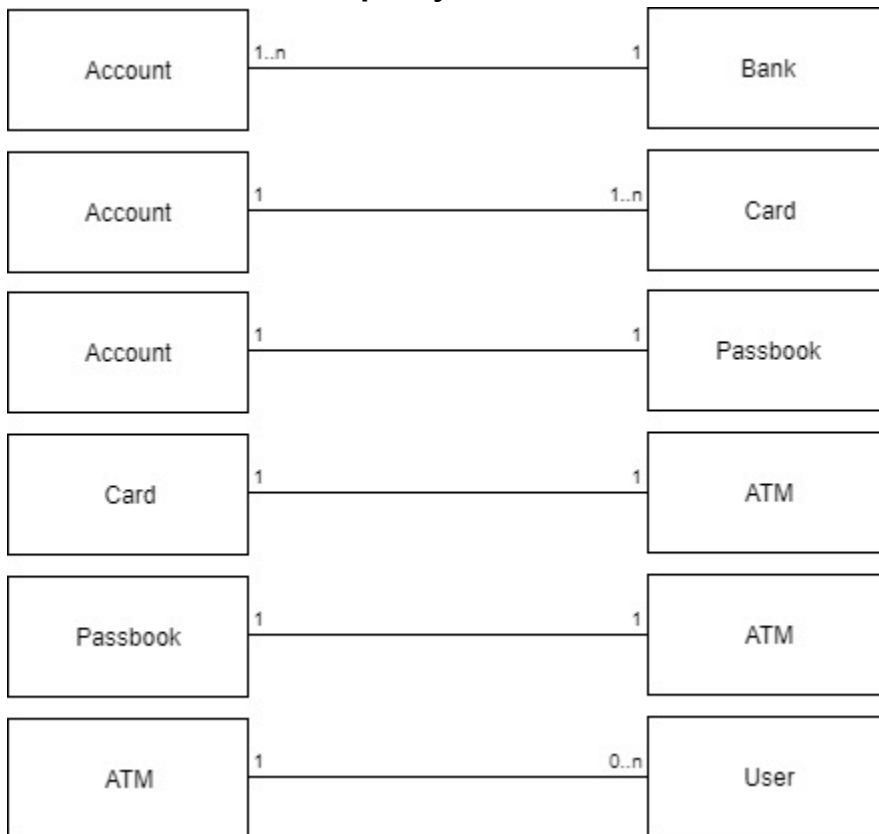 Account 1..n 1 Bank
Account 1 1..n Card
Account 1 1 Passbook
Card 1 1 ATM
Passbook 1 1 ATM
ATM 1 0..n User